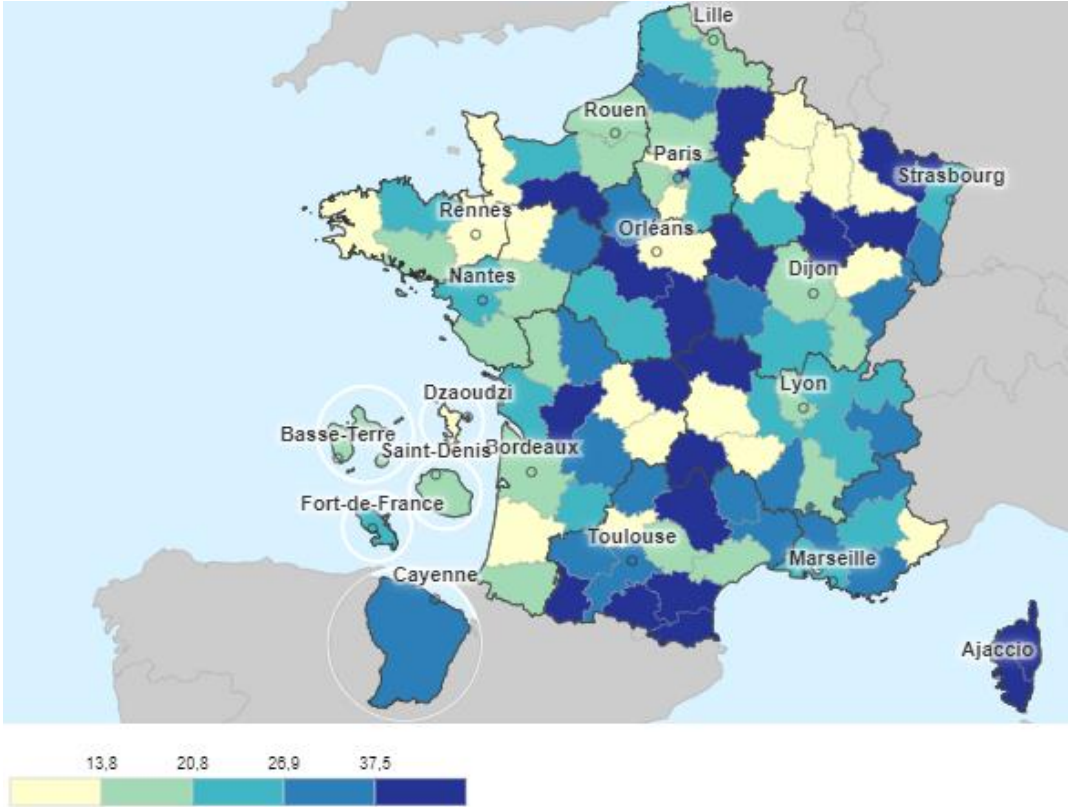 Lille
Rouen
Paris
Strasbourg
Rennes
Orléans
Dijon
Nantes
Lyon
Dzaoudzi
Basse-Terre
Saint-Denis
Bordeaux
Fort-de-France
Toulouse
Marseille
Cayenne
Ajaccio
13,8 20,8 26,9 37,5